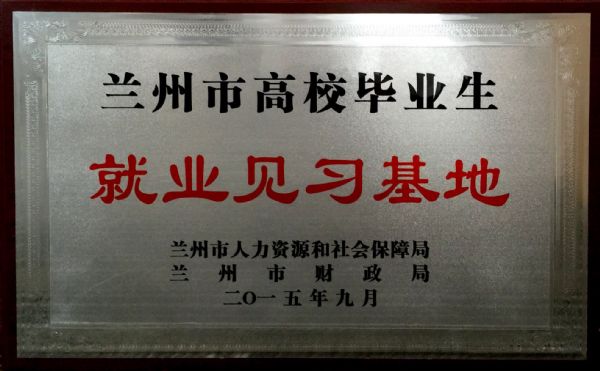 兰州市高校毕业生
就业见习基地
兰州市人力资源和社会保障局
兰州市财政局
二〇一五年九月